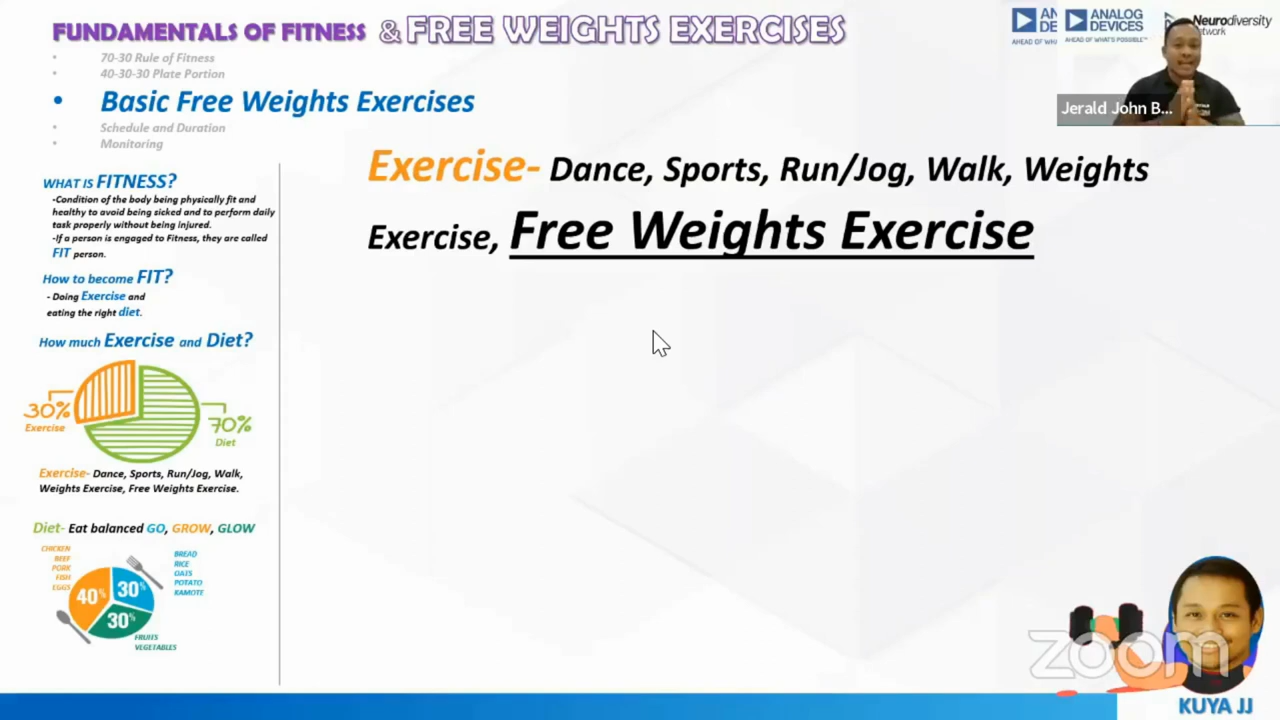 FUNDAMENTALS OF FITNESS & FREE WEIGHTS EXERCISES
• 70-30 Rule of Fitness
• 40-30-30 Plate Portion
• Basic Free Weights Exercises
• Schedule and Duration
• Monitoring
WHAT IS FITNESS?
-Condition of the body being physically fit and
healthy to avoid being sicked and to perform daily
task properly without being injured.
-If a person is engaged to Fitness, they are called
FIT person.
How to become FIT?
- Doing Exercise and
eating the right diet.
How much Exercise and Diet?
30%
Exercise
70%
Diet
Exercise- Dance, Sports, Run/Jog, Walk,
Weights Exercise, Free Weights Exercise.
Diet- Eat balanced GO, GROW, GLOW
CHICKEN
BEEF
PORK
FISH
EGGS
BREAD
RICE
OATS
POTATO
KAMOTE
40%
30%
30%
FRUITS
VEGETABLES
Exercise- Dance, Sports, Run/Jog, Walk, Weights
Exercise, Free Weights Exercise
AN
DE
AHEAD OF WHA
ANALOG
DEVICES
AHEAD OF WHAT'S POSSIBLE™
Neurodiversity
Network
Jerald John B...
zoom
KUYA JJ